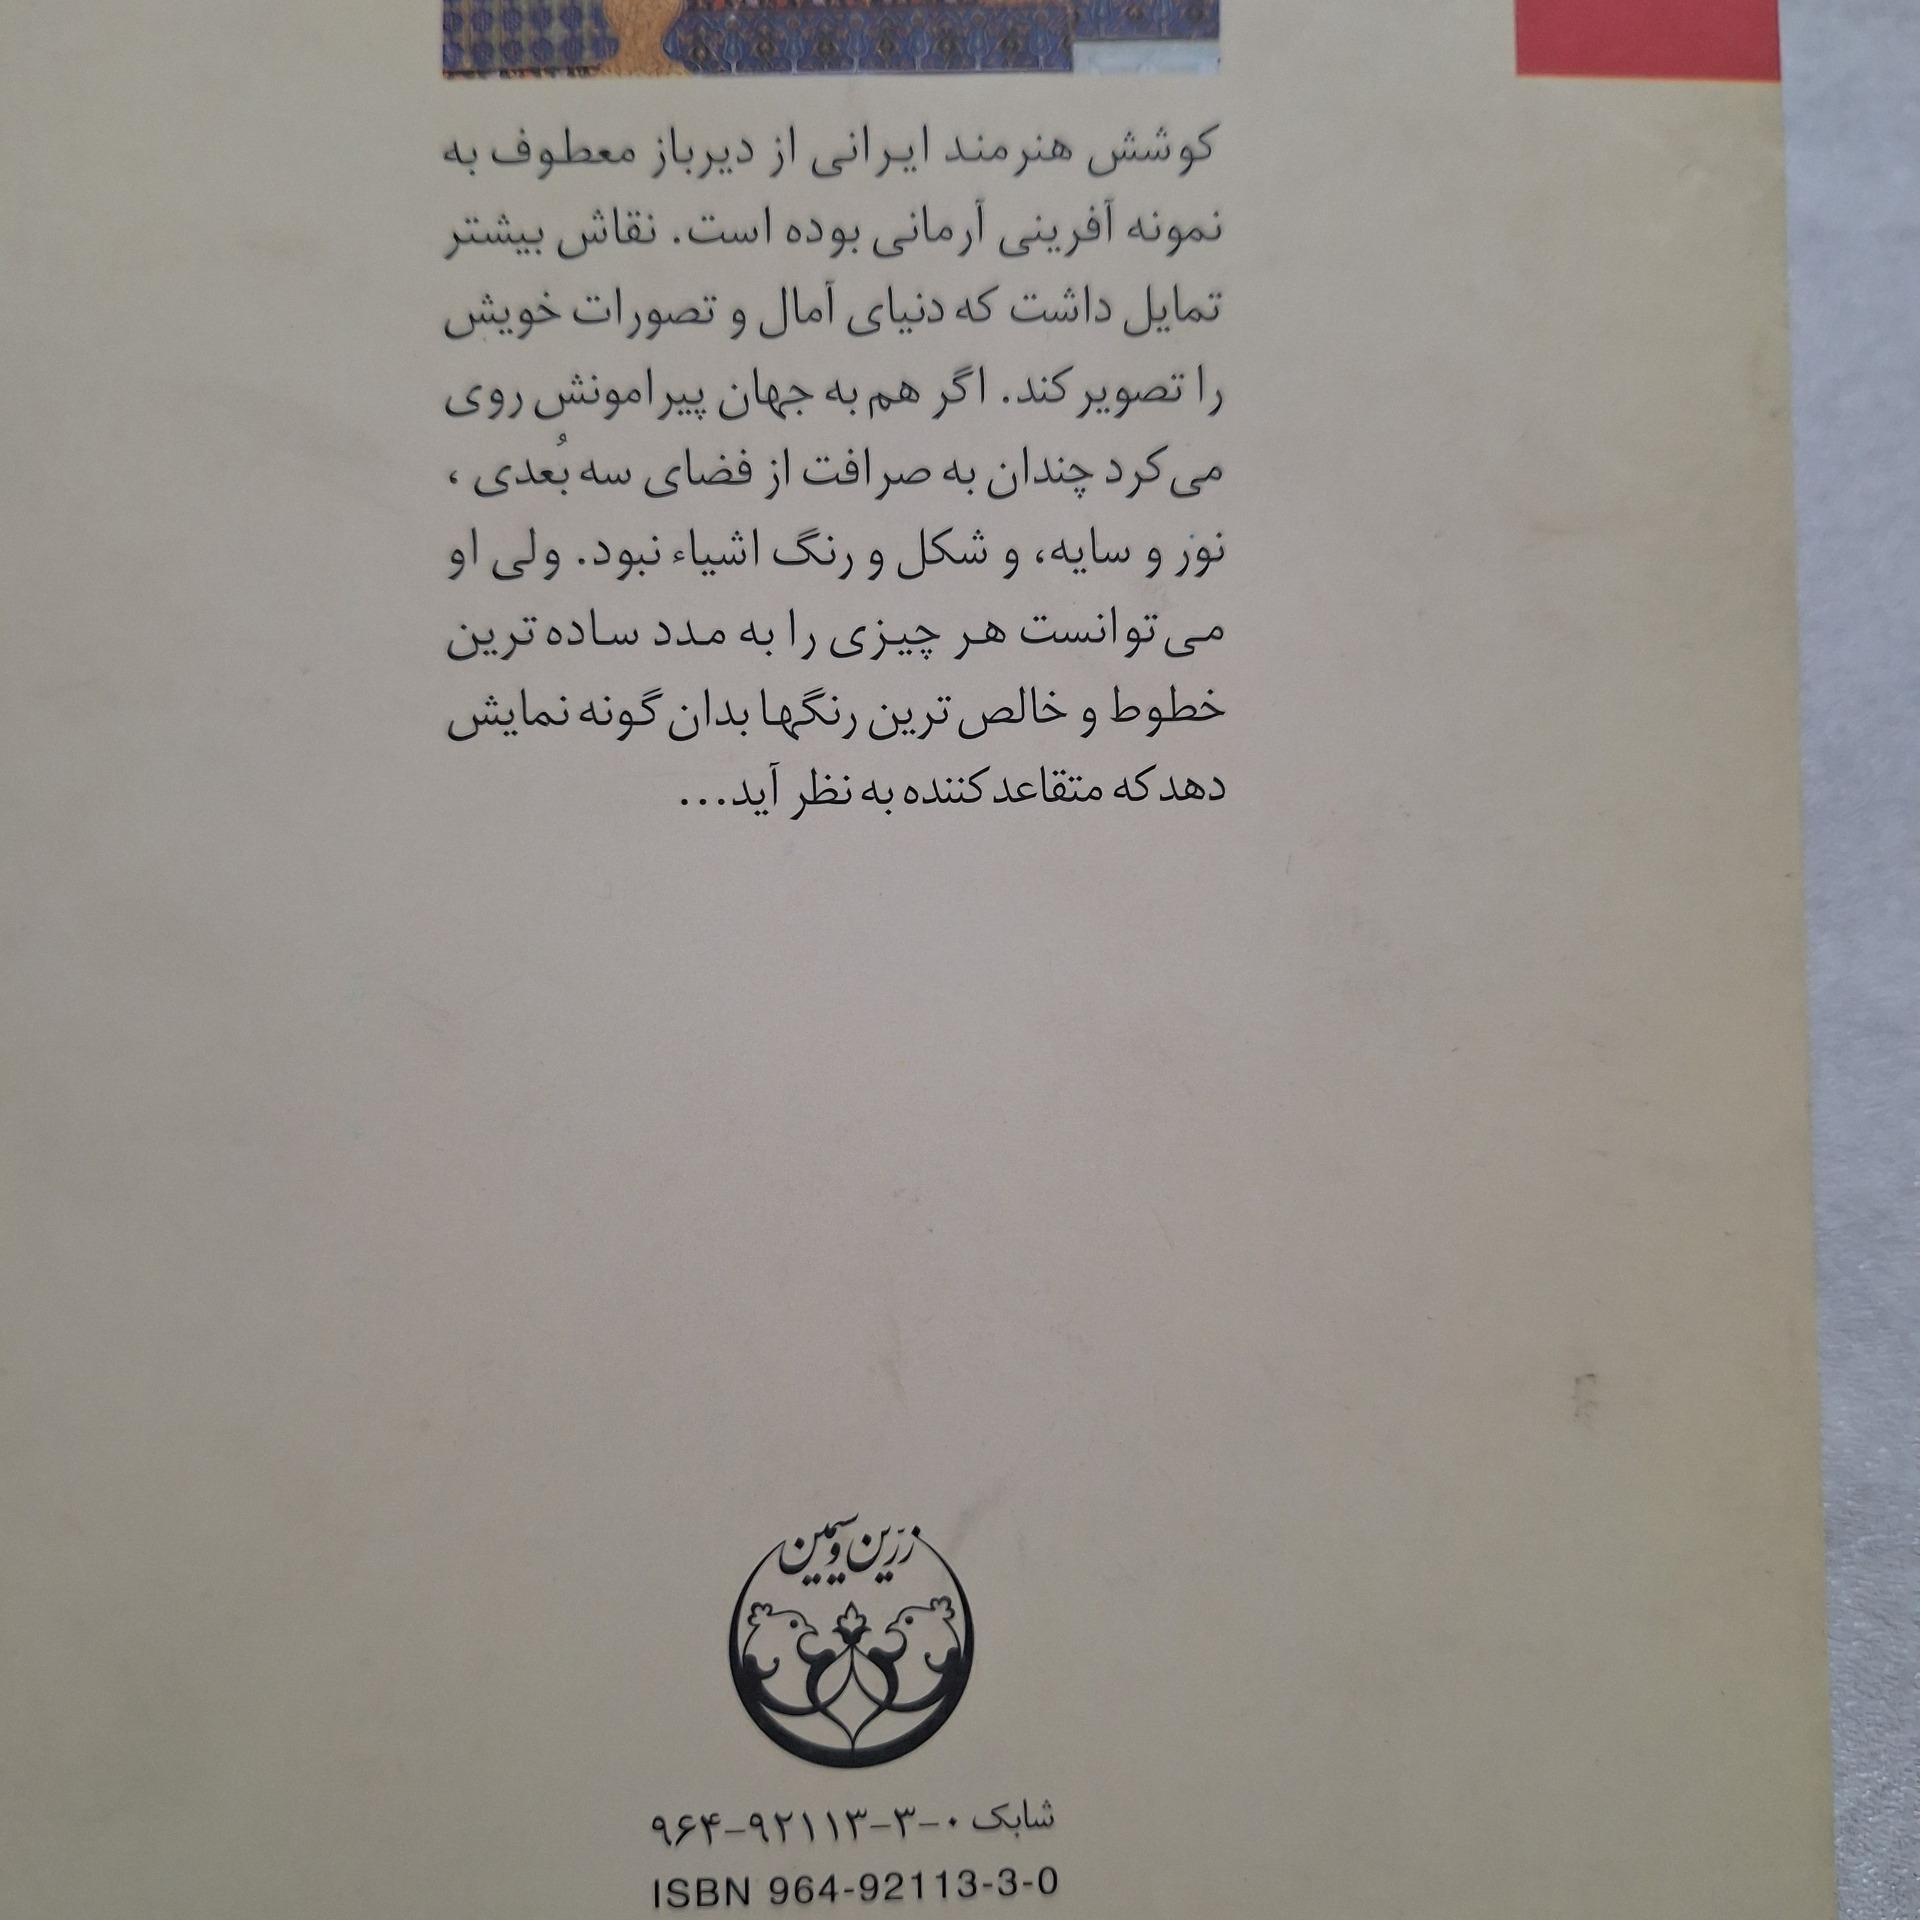 کوشش هنرمند ایرانی از دیرباز معطوف به
نمونه آفرینی آرمانی بوده است. نقاش بیشتر
تمایل داشت که دنیای آمال و تصورات خویش
را تصویر کند. اگر هم به جهان پیرامونش روی
می‌کرد چندان به صرافت از فضای سه بُعدی ،
نور و سایه، و شکل و رنگ اشیاء نبود. ولی او
می‌توانست هر چیزی را به مدد ساده ترین
خطوط و خالص ترین رنگها بدان گونه نمایش
دهد که متقاعد کننده به نظر آید...
زرّین و سیمین
شابک ۰-۳-۹۲۱۱۳-۹۶۴
ISBN 964-92113-3-0